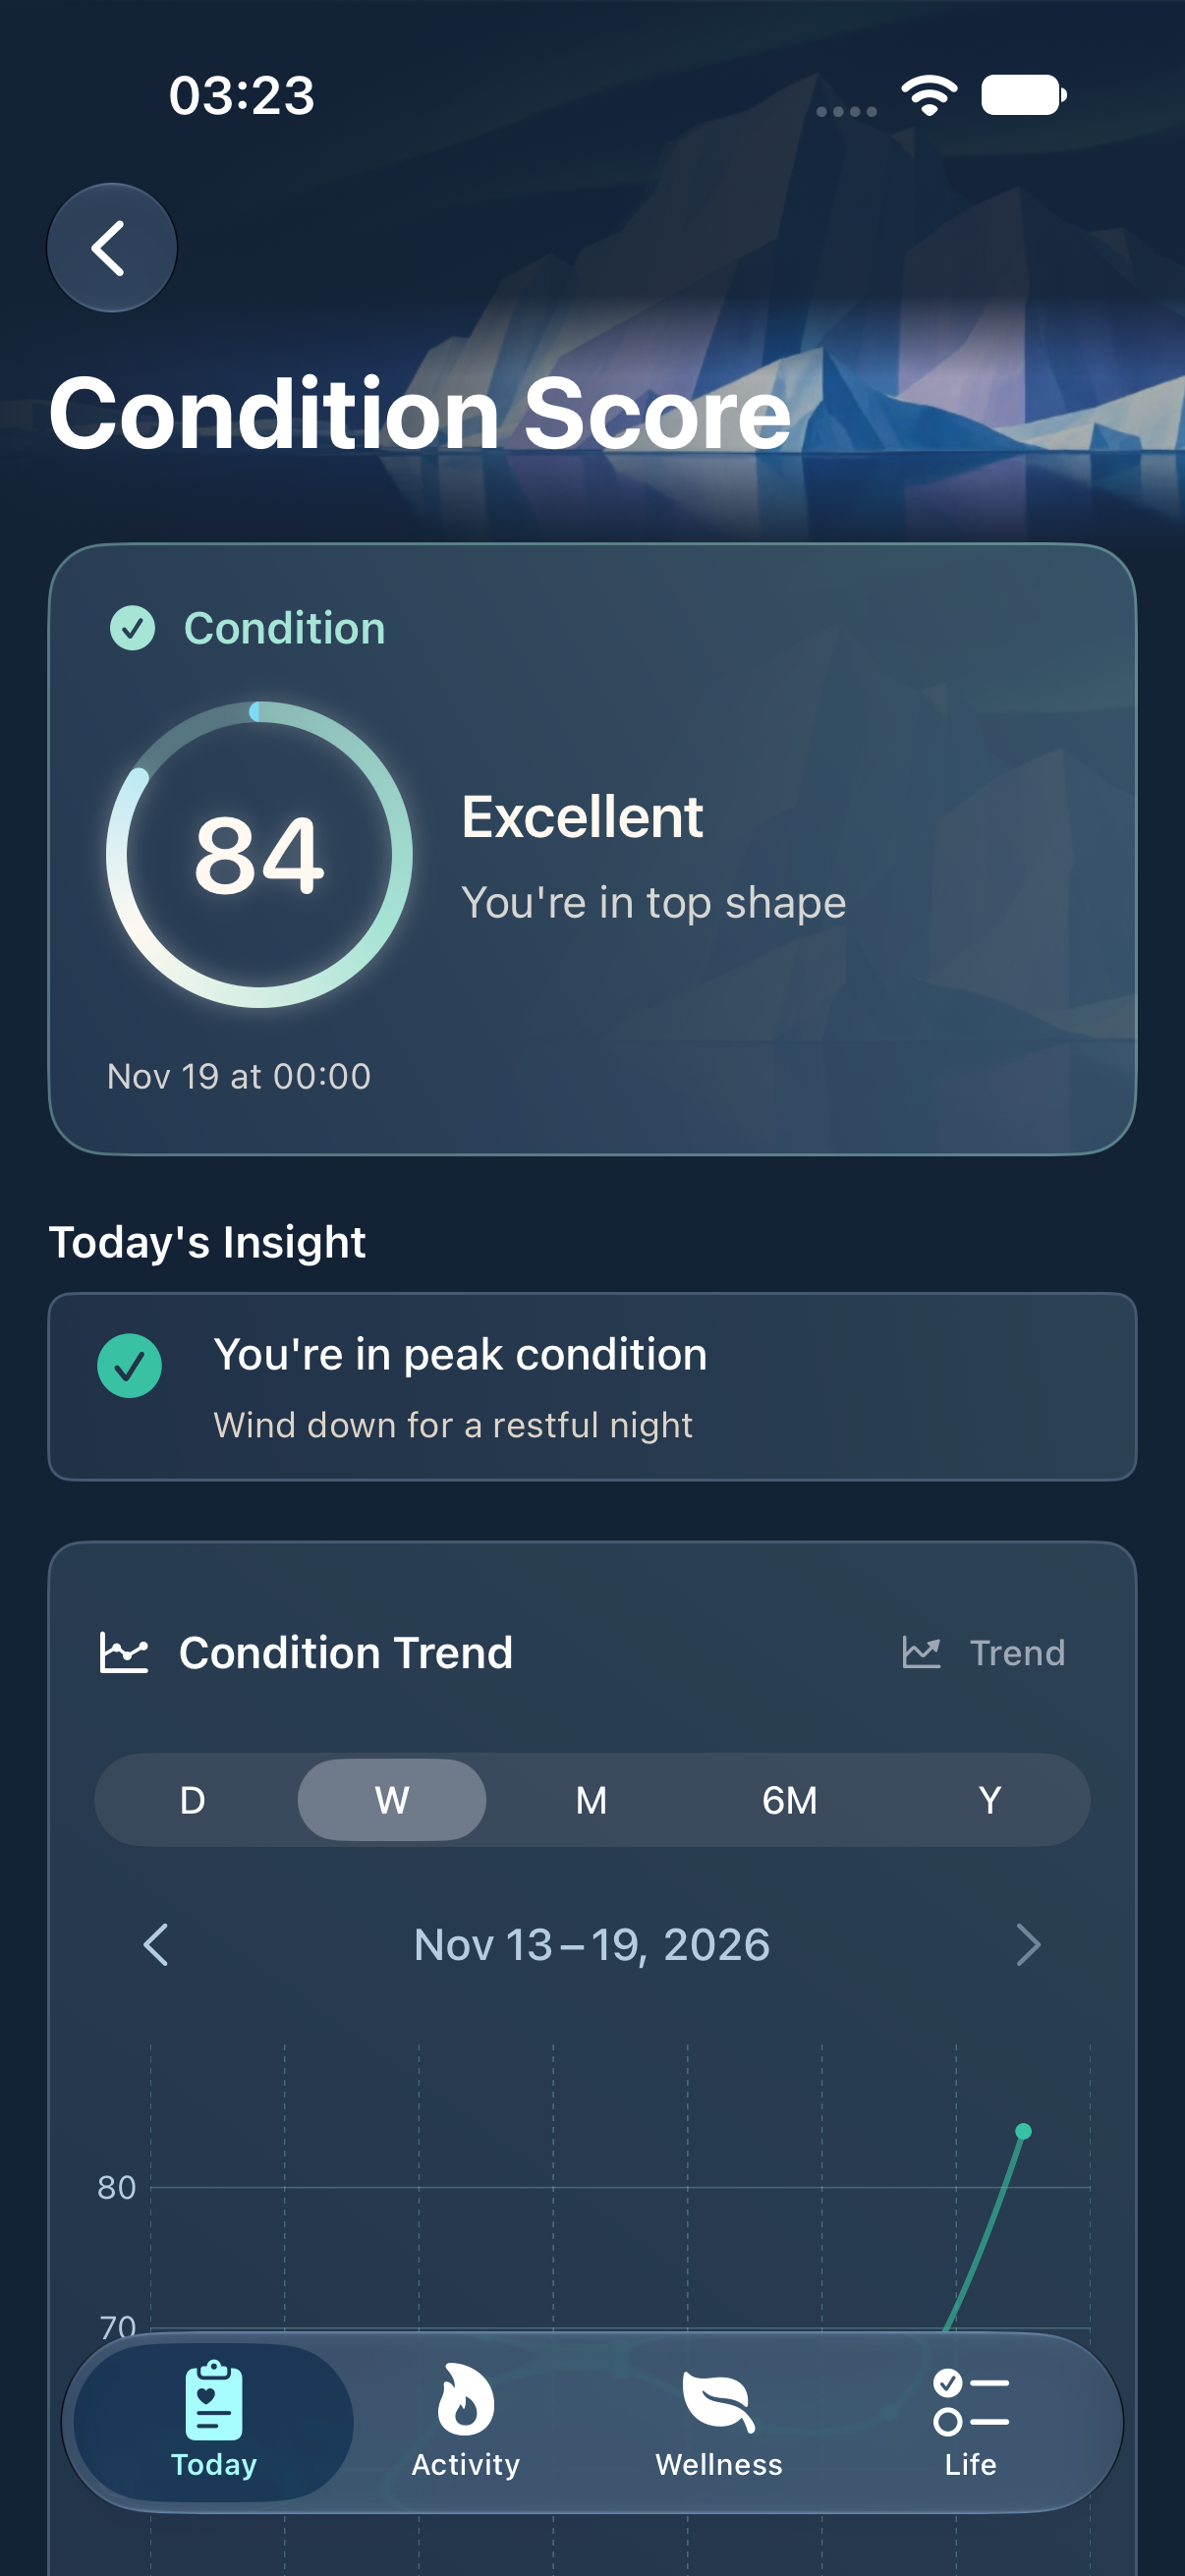 03:23
Condition Score
Condition
84
Excellent
You're in top shape
Nov 19 at 00:00
Today's Insight
You're in peak condition
Wind down for a restful night
Condition Trend
Trend
D W M 6M Y
Nov 13 – 19, 2026
80
70
Today Activity Wellness Life